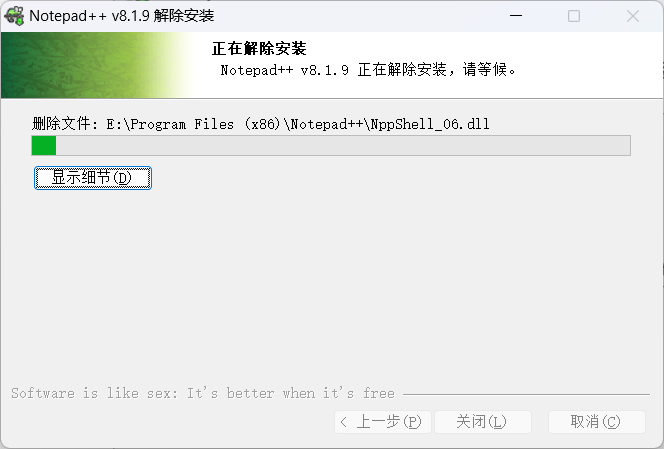 Notepad++ v8.1.9 解除安装
正在解除安装
Notepad++ v8.1.9 正在解除安装，请等候。
删除文件: E:\Program Files (x86)\Notepad++\NppShell_06.dll
显示细节(D)
Software is like sex: It's better when it's free
< 上一步(P) 关闭(L) 取消(C)